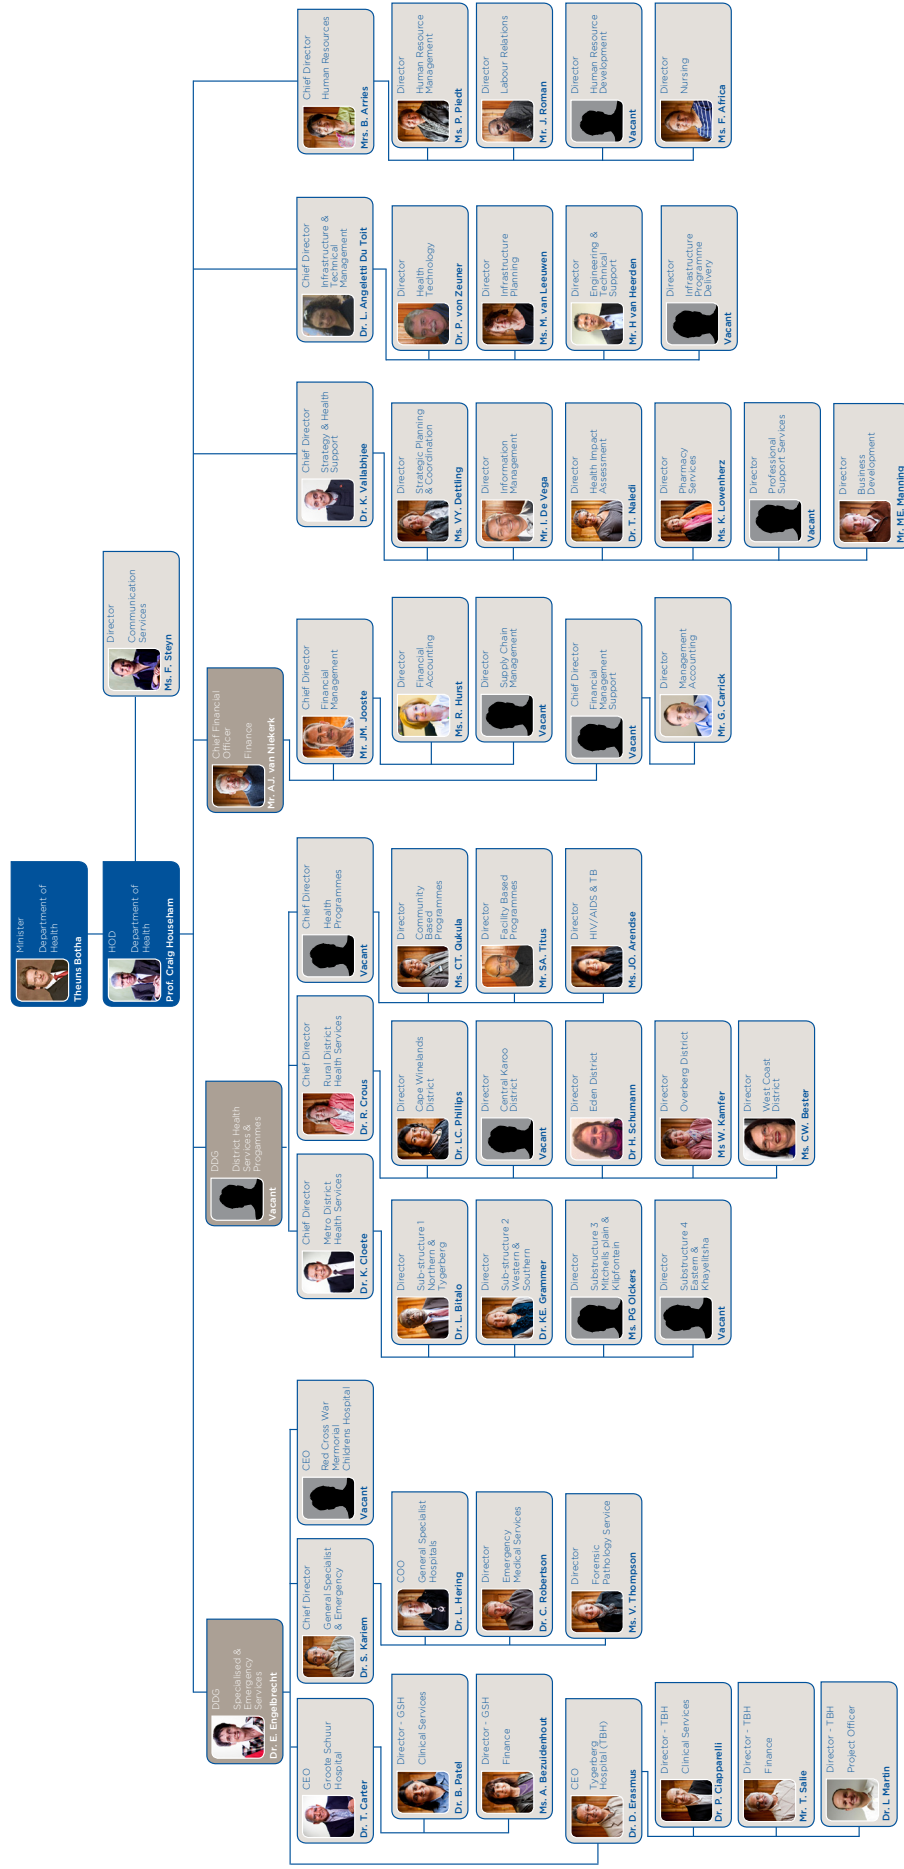 Minister
Department of
Health
Theuns Botha
HOD
Department of
Health
Prof. Craig Househam
Director
Communication
Services
Ms. F. Steyn
DDG
Specialised &
Emergency
Services
Dr. E. Engelbrecht
CEO
Groote Schuur
Hospital
Dr. T. Carter
Director - GSH
Clinical Services
Dr. B. Patel
Director - GSH
Finance
Ms. A. Bezuidenhout
CEO
Tygerberg
Hospital (TBH)
Dr. D. Erasmus
Director - TBH
Clinical Services
Dr. P. Ciapparelli
Director - TBH
Finance
Mr. T. Salie
Director - TBH
Project Officer
Dr. L Martin
Chief Director
General Specialist
& Emergency
Dr. S. Kariem
COO
General Specialist
Hospitals
Dr. L. Hering
Director
Emergency
Medical Services
Dr. C. Robertson
Director
Forensic
Pathology Service
Ms. V. Thompson
CEO
Red Cross War
Mermorial
Childrens Hospital
Vacant
DDG
District Health
Services &
Progammes
Vacant
Chief Director
Metro District
Health Services
Dr. K. Cloete
Director
Sub-structure 1
Northern &
Tygerberg
Dr. L. Bitalo
Director
Sub-structure 2
Western &
Southern
Dr. KE. Grammer
Director
Substructure 3
Mitchells plain &
Klipfontein
Ms. PG Olckers
Director
Substructure 4
Eastern &
Khayelitsha
Vacant
Chief Director
Rural District
Health Services
Dr. R. Crous
Director
Cape Winelands
District
Dr. LC. Phillips
Director
Central Karoo
District
Vacant
Director
Eden District
Dr H. Schumann
Director
Overberg District
Ms W. Kamfer
Director
West Coast
District
Ms. CW. Bester
Chief Director
Health
Programmes
Vacant
Director
Community
Based
Programmes
Ms. CT. Qukula
Director
Facility Based
Programmes
Mr. SA. Titus
Director
HIV/AIDS & TB
Ms. JO. Arendse
Chief Financial
Officer
Finance
Mr. A.J. van Niekerk
Chief Director
Financial
Management
Mr. JM. Jooste
Director
Financial
Accounting
Ms. R. Hurst
Director
Supply Chain
Management
Vacant
Chief Director
Financial
Management
Support
Vacant
Director
Management
Accounting
Mr. G. Carrick
Chief Director
Strategy & Health
Support
Dr. K. Vallabhjee
Director
Strategic Planning
& Coordination
Ms. VY. Dettling
Director
Information
Management
Mr. I. De Vega
Director
Health Impact
Assessment
Dr. T. Naledi
Director
Pharmacy
Services
Ms. K. Lowenherz
Director
Professional
Support Services
Vacant
Director
Business
Development
Mr. ME. Manning
Chief Director
Infrastructure &
Technical
Management
Dr. L. Angeletti Du Toit
Director
Health
Technology
Dr. P. von Zeuner
Director
Infrastructure
Planning
Ms. M. van Leeuwen
Director
Engineering &
Technical
Support
Mr. H van Heerden
Director
Infrastructure
Programme
Delivery
Vacant
Chief Director
Human Resources
Mrs. B. Arries
Director
Human Resource
Management
Ms. P. Piedt
Director
Labour Relations
Mr. J. Roman
Director
Human Resource
Development
Vacant
Director
Nursing
Ms. F. Africa